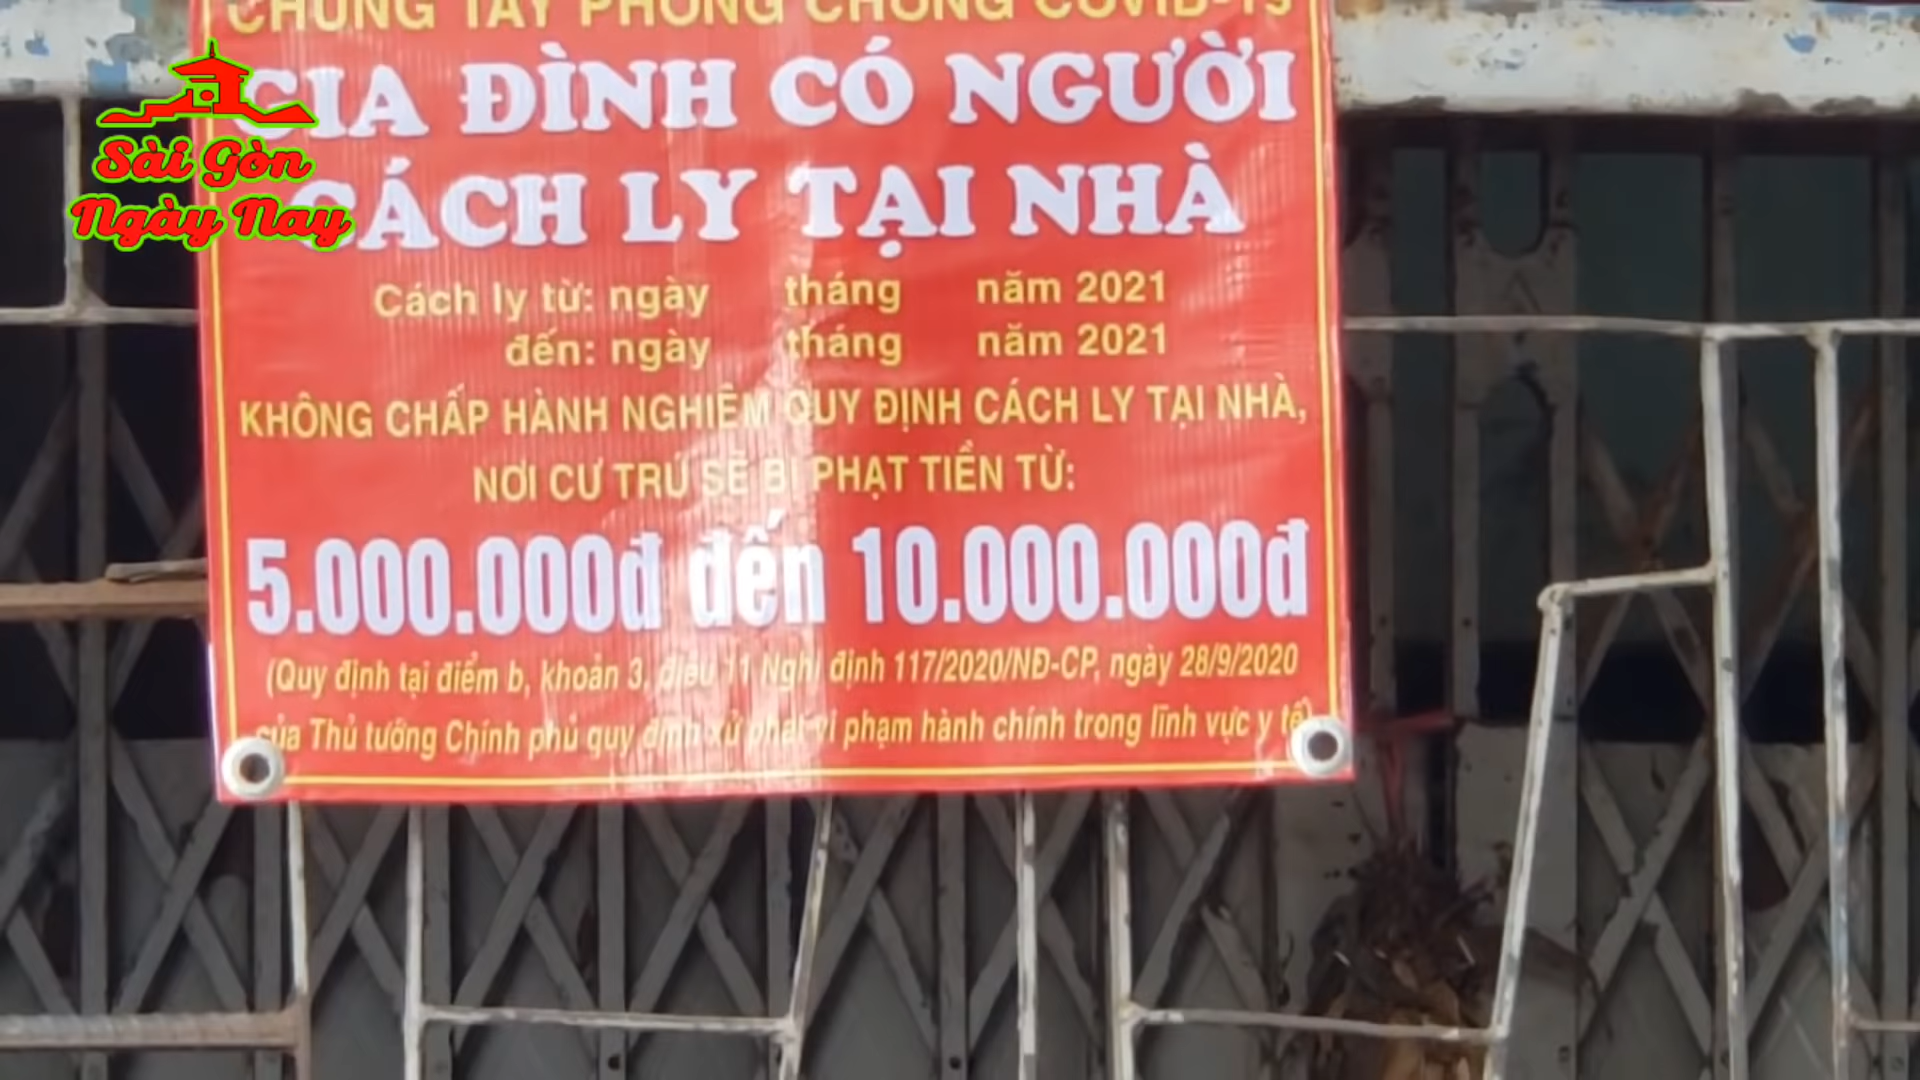 CHUNG TAY PHÒNG CHỐNG COVID-19
GIA ĐÌNH CÓ NGƯỜI
CÁCH LY TẠI NHÀ
Cách ly từ: ngày tháng năm 2021
đến: ngày tháng năm 2021
KHÔNG CHẤP HÀNH NGHIÊM QUY ĐỊNH CÁCH LY TẠI NHÀ,
NƠI CƯ TRÚ SẼ BỊ PHẠT TIỀN TỪ:
5.000.000đ đến 10.000.000đ
(Quy định tại điểm b, khoản 3, điều 11 Nghị định 117/2020/NĐ-CP, ngày 28/9/2020
của Thủ tướng Chính phủ quy định xử phạt vi phạm hành chính trong lĩnh vực y tế)
Sài Gòn
Ngày Nay